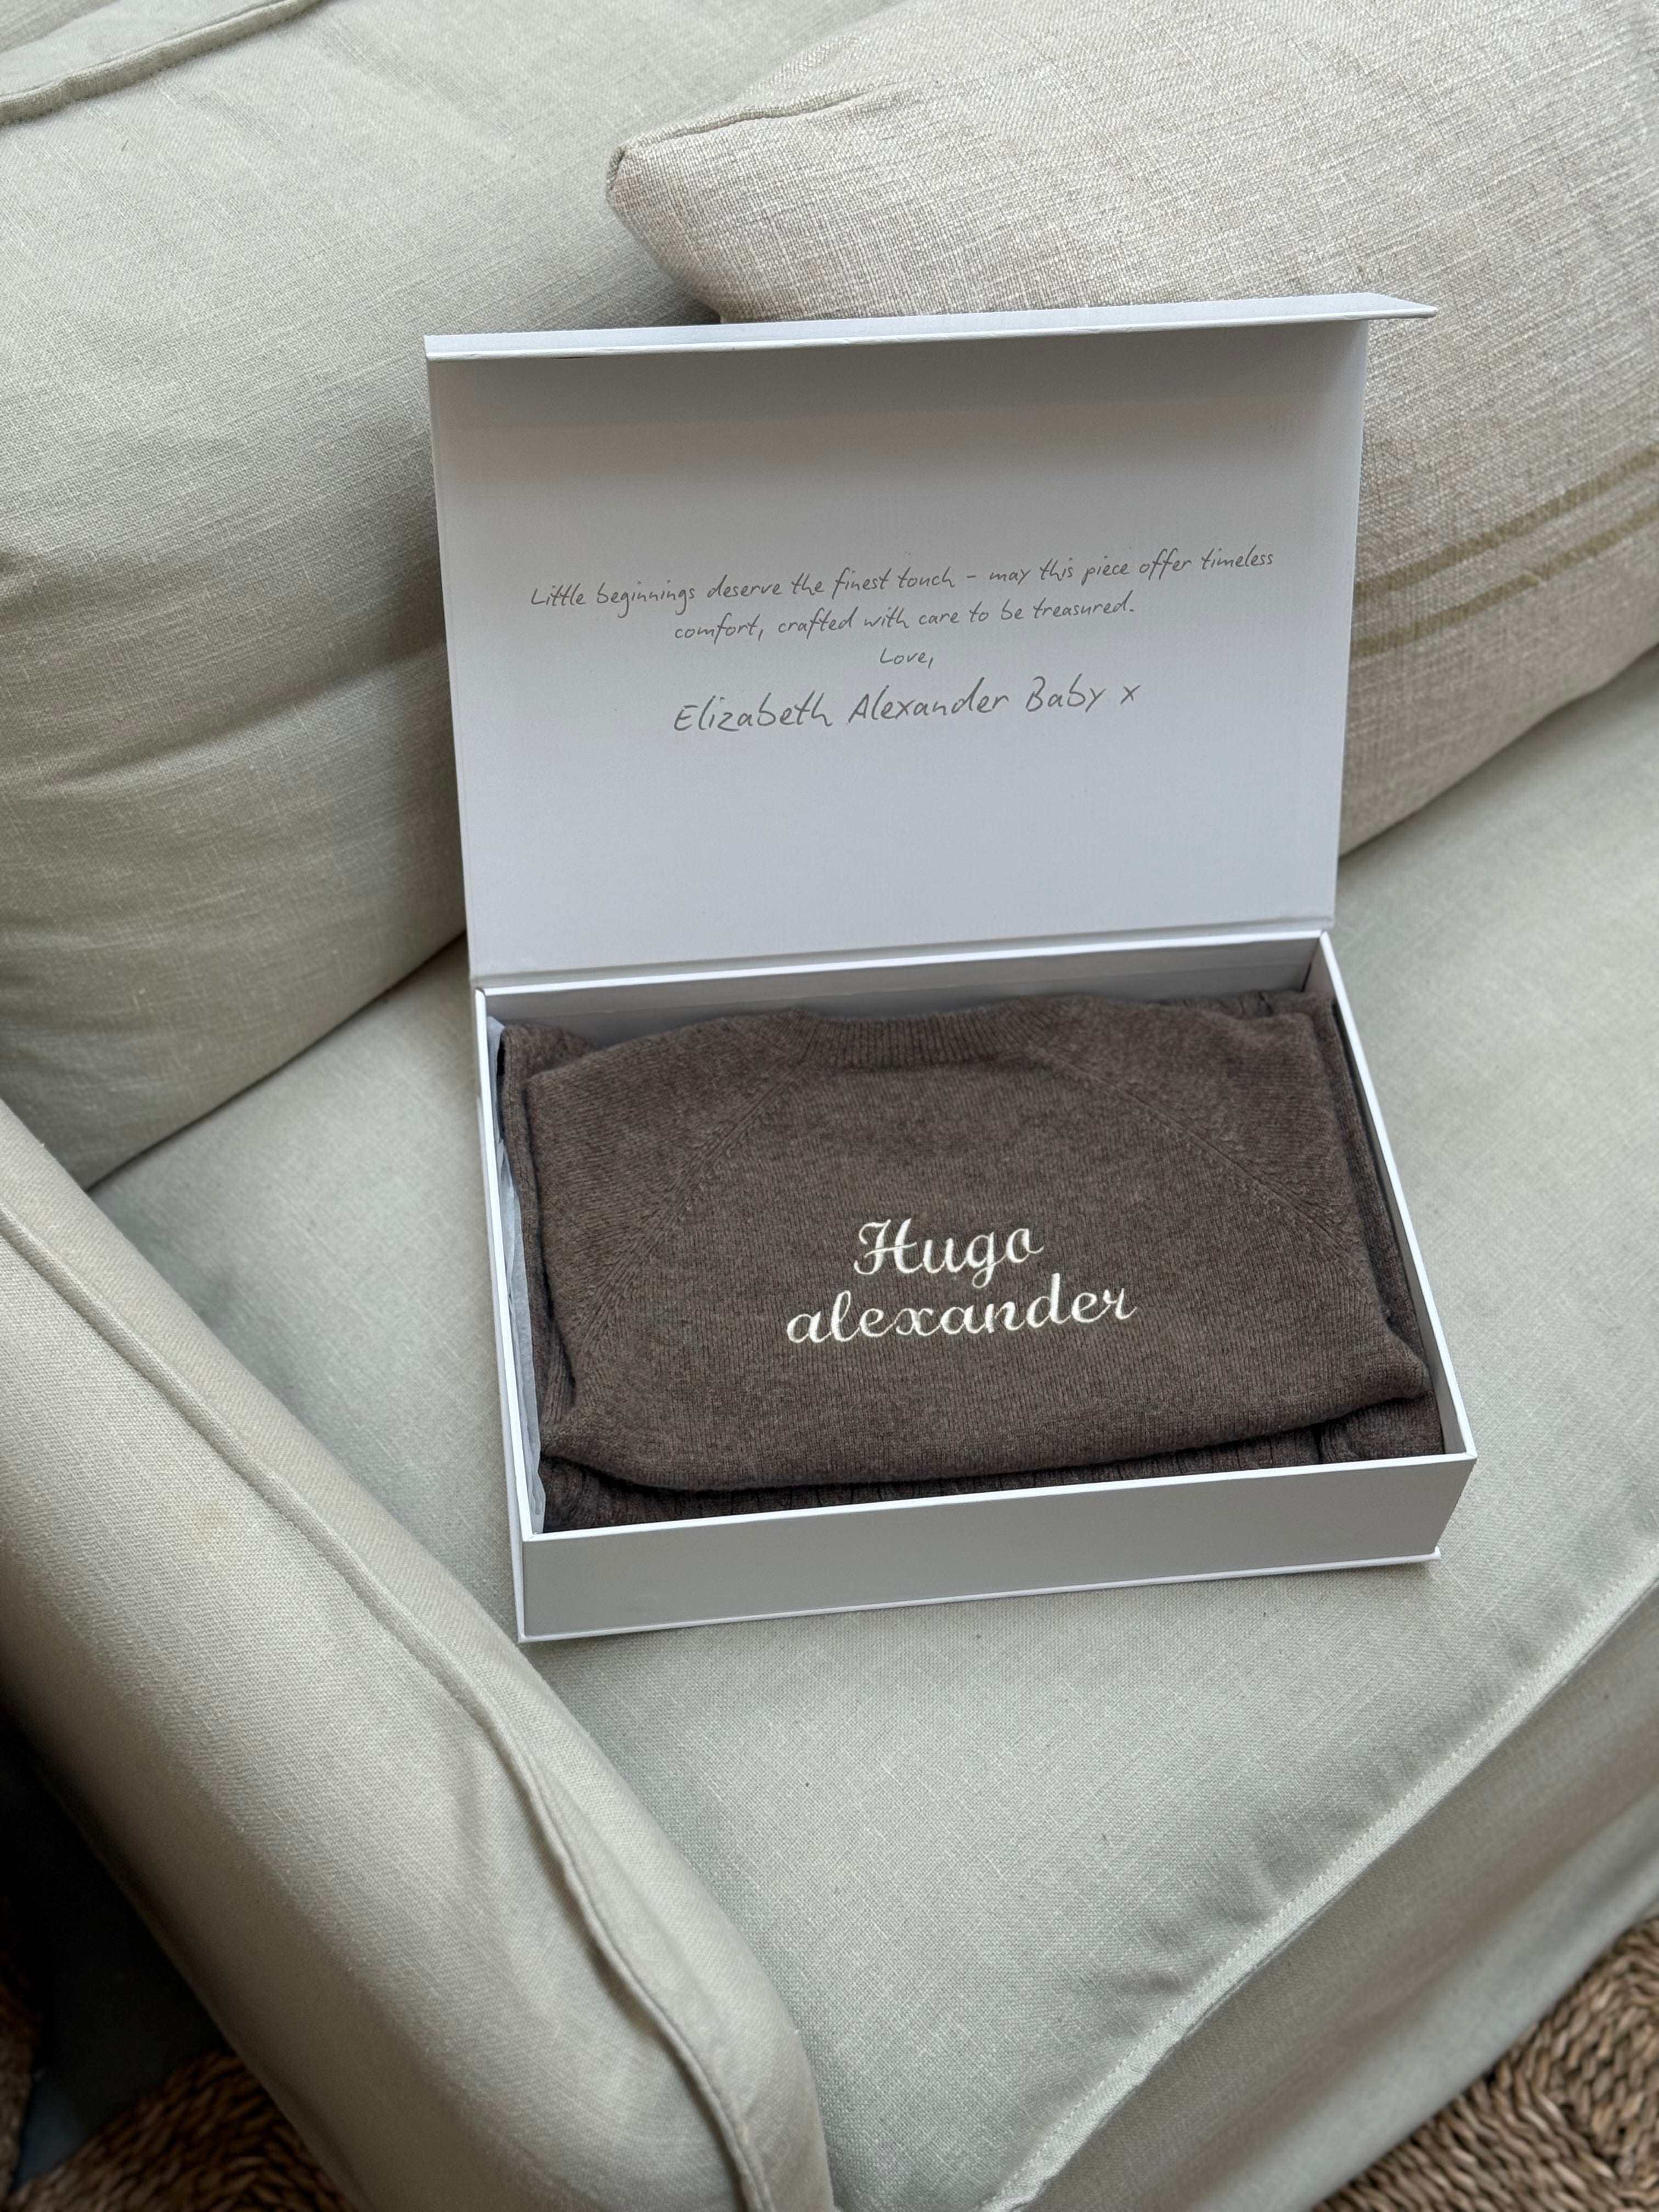 Little beginnings deserve the finest touch - may this piece offer timeless
comfort, crafted with care to be treasured.
Love,
Elizabeth Alexander Baby x
Hugo
alexander